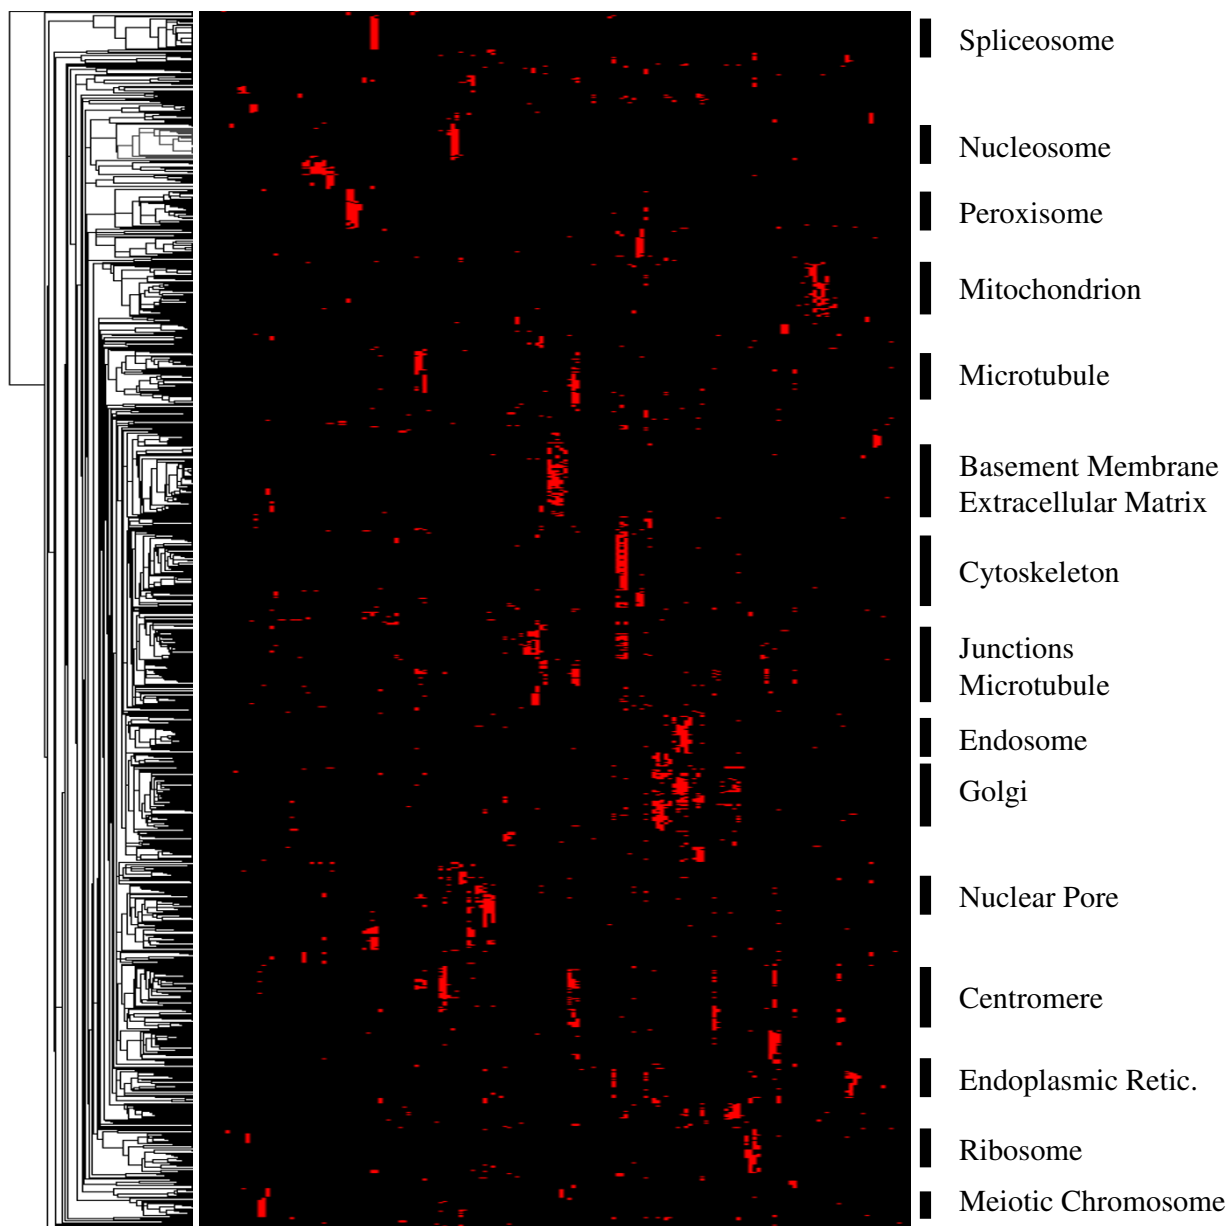 Spliceosome
Nucleosome
Peroxisome
Mitochondrion
Microtubule
Basement Membrane
Extracellular Matrix
Cytoskeleton
Junctions
Microtubule
Endosome
Golgi
Nuclear Pore
Centromere
Endoplasmic Retic.
Ribosome
Meiotic Chromosome